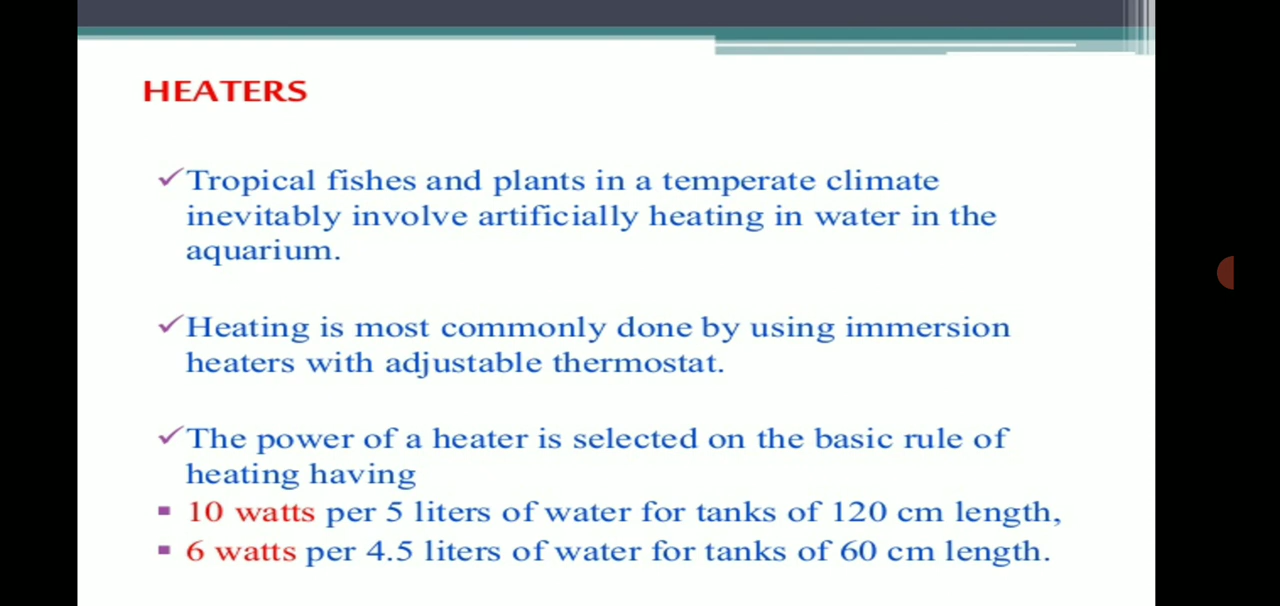 HEATERS
✓Tropical fishes and plants in a temperate climate
inevitably involve artificially heating in water in the
aquarium.
✓Heating is most commonly done by using immersion
heaters with adjustable thermostat.
✓The power of a heater is selected on the basic rule of
heating having
▪ 10 watts per 5 liters of water for tanks of 120 cm length,
▪ 6 watts per 4.5 liters of water for tanks of 60 cm length.